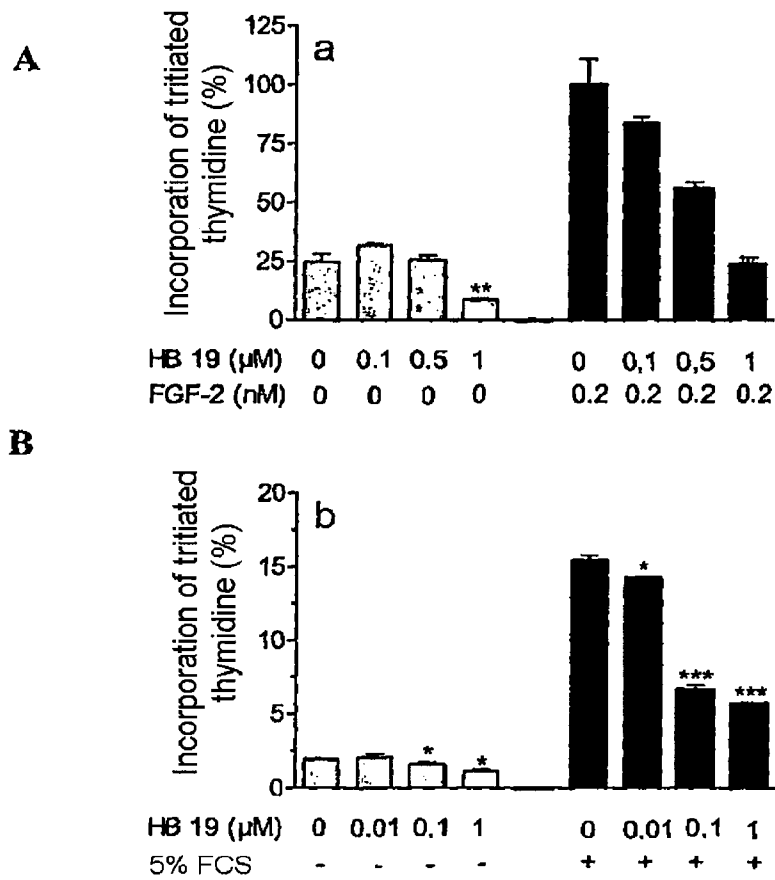 A
a
Incorporation of tritiated
thymidine (%)
125
100
75
50
25
0
**
HB 19 (µM) 0 0.1 0.5 1 0 0,1 0,5 1
FGF-2 (nM) 0 0 0 0 0.2 0.2 0.2 0.2
B
b
Incorporation of tritiated
thymidine (%)
20
15
10
5
0
* * * *** ***
HB 19 (µM) 0 0.01 0,1 1 0 0,01 0,1 1
5% FCS - - - - + + + +